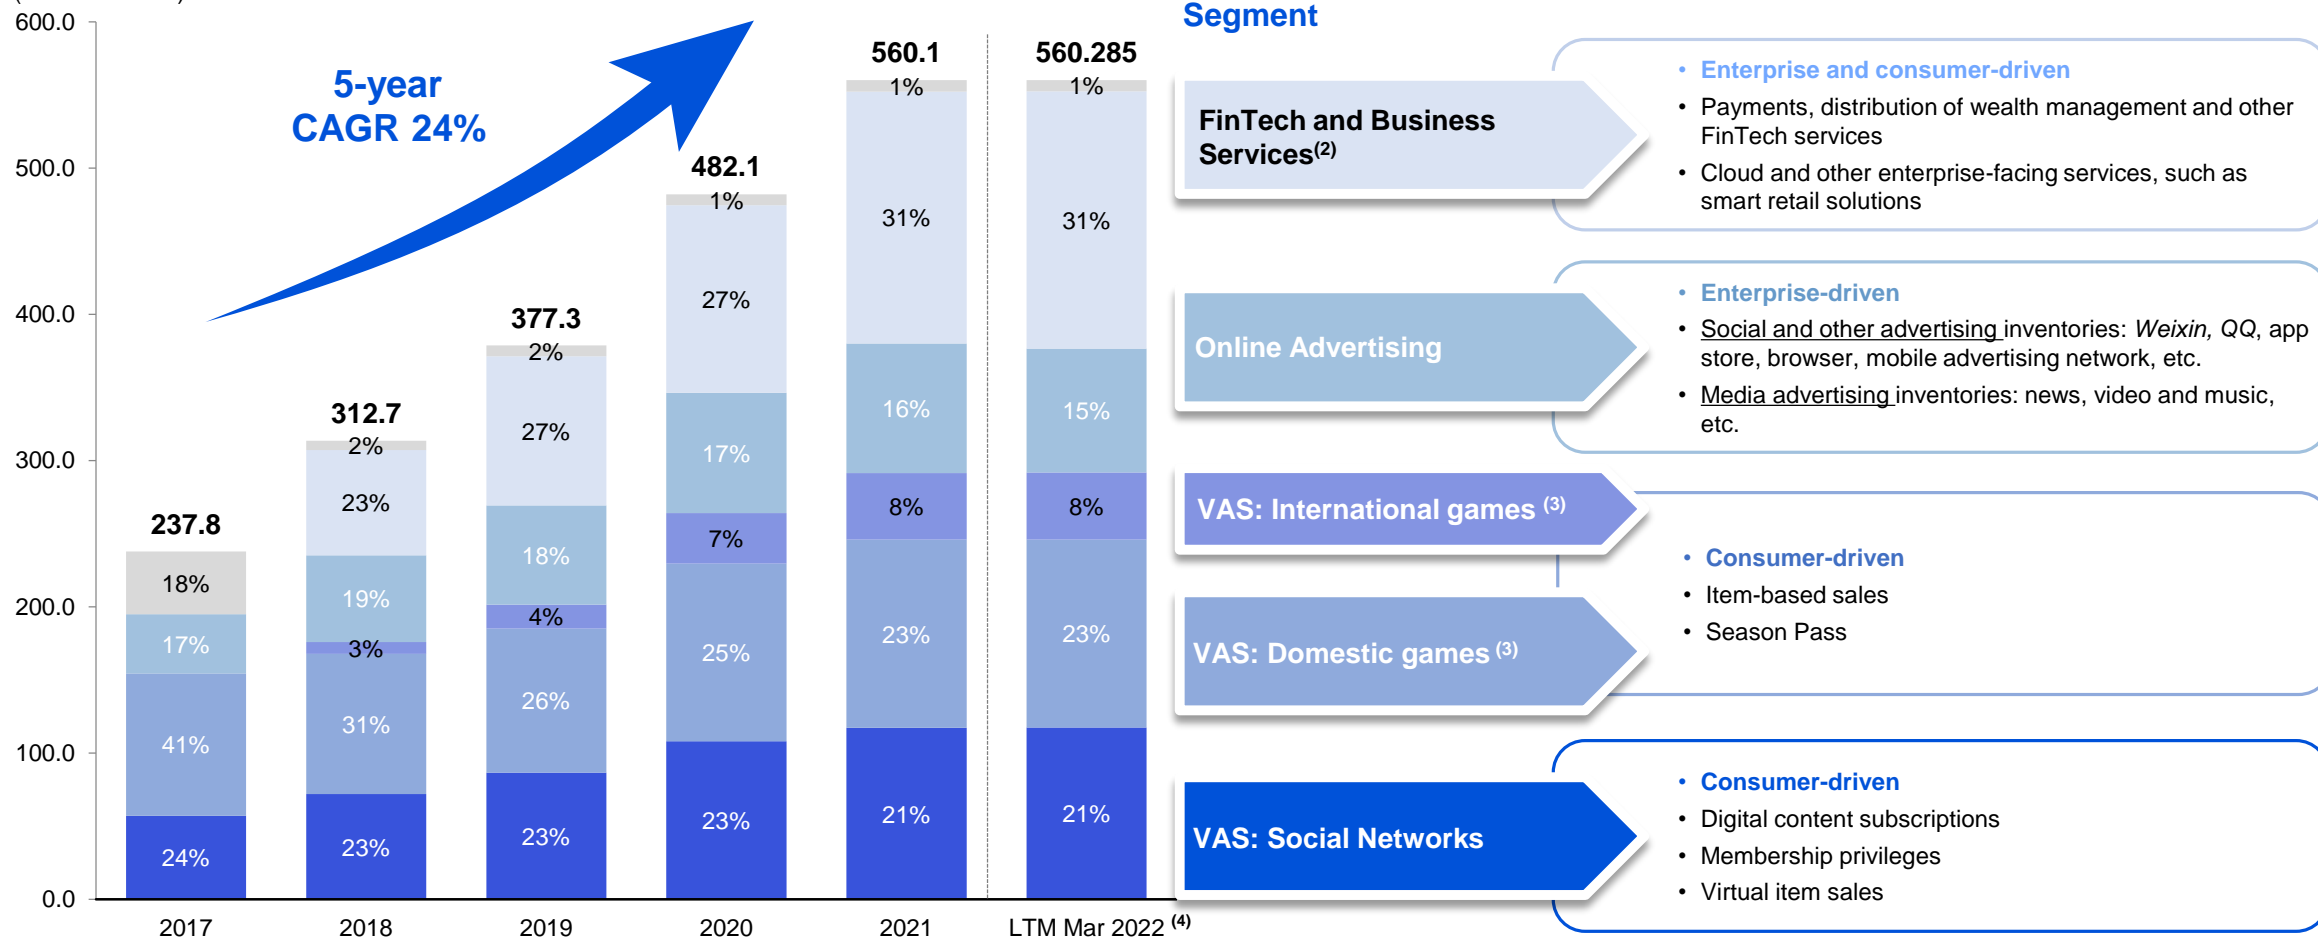 Segment
600.0
500.0
400.0
300.0
200.0
100.0
0.0
5-year
CAGR 24%
237.8
18%
17%
41%
24%
2017
312.7
2%
23%
19%
3%
31%
23%
2018
377.3
2%
27%
18%
4%
26%
23%
2019
482.1
1%
27%
17%
7%
25%
23%
2020
560.1
1%
31%
16%
8%
23%
21%
2021
560.285
1%
31%
15%
8%
23%
21%
LTM Mar 2022 (4)
FinTech and Business
Services(2)
• Enterprise and consumer-driven
• Payments, distribution of wealth management and other
FinTech services
• Cloud and other enterprise-facing services, such as
smart retail solutions
Online Advertising
• Enterprise-driven
• Social and other advertising inventories: Weixin, QQ, app
store, browser, mobile advertising network, etc.
• Media advertising inventories: news, video and music,
etc.
VAS: International games (3)
VAS: Domestic games (3)
• Consumer-driven
• Item-based sales
• Season Pass
VAS: Social Networks
• Consumer-driven
• Digital content subscriptions
• Membership privileges
• Virtual item sales